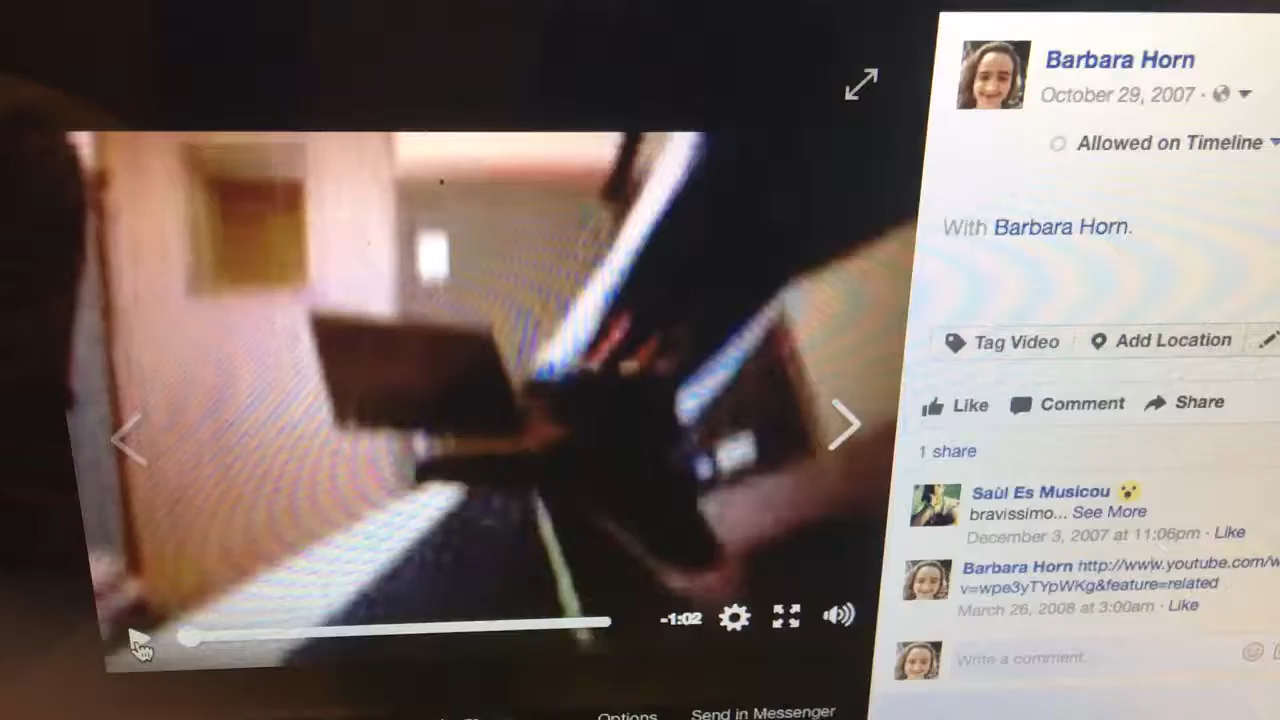 Barbara Horn
October 29, 2007 ·
Allowed on Timeline
With Barbara Horn.
Tag Video
Add Location
Like
Comment
Share
1 share
Saùl Es Musicou
bravissimo... See More
December 3, 2007 at 11:06pm · Like
Barbara Horn http://www.youtube.com/w
v=wpe3yTYpWKg&feature=related
March 26, 2008 at 3:00am · Like
Write a comment...
-1:02
Options
Send in Messenger